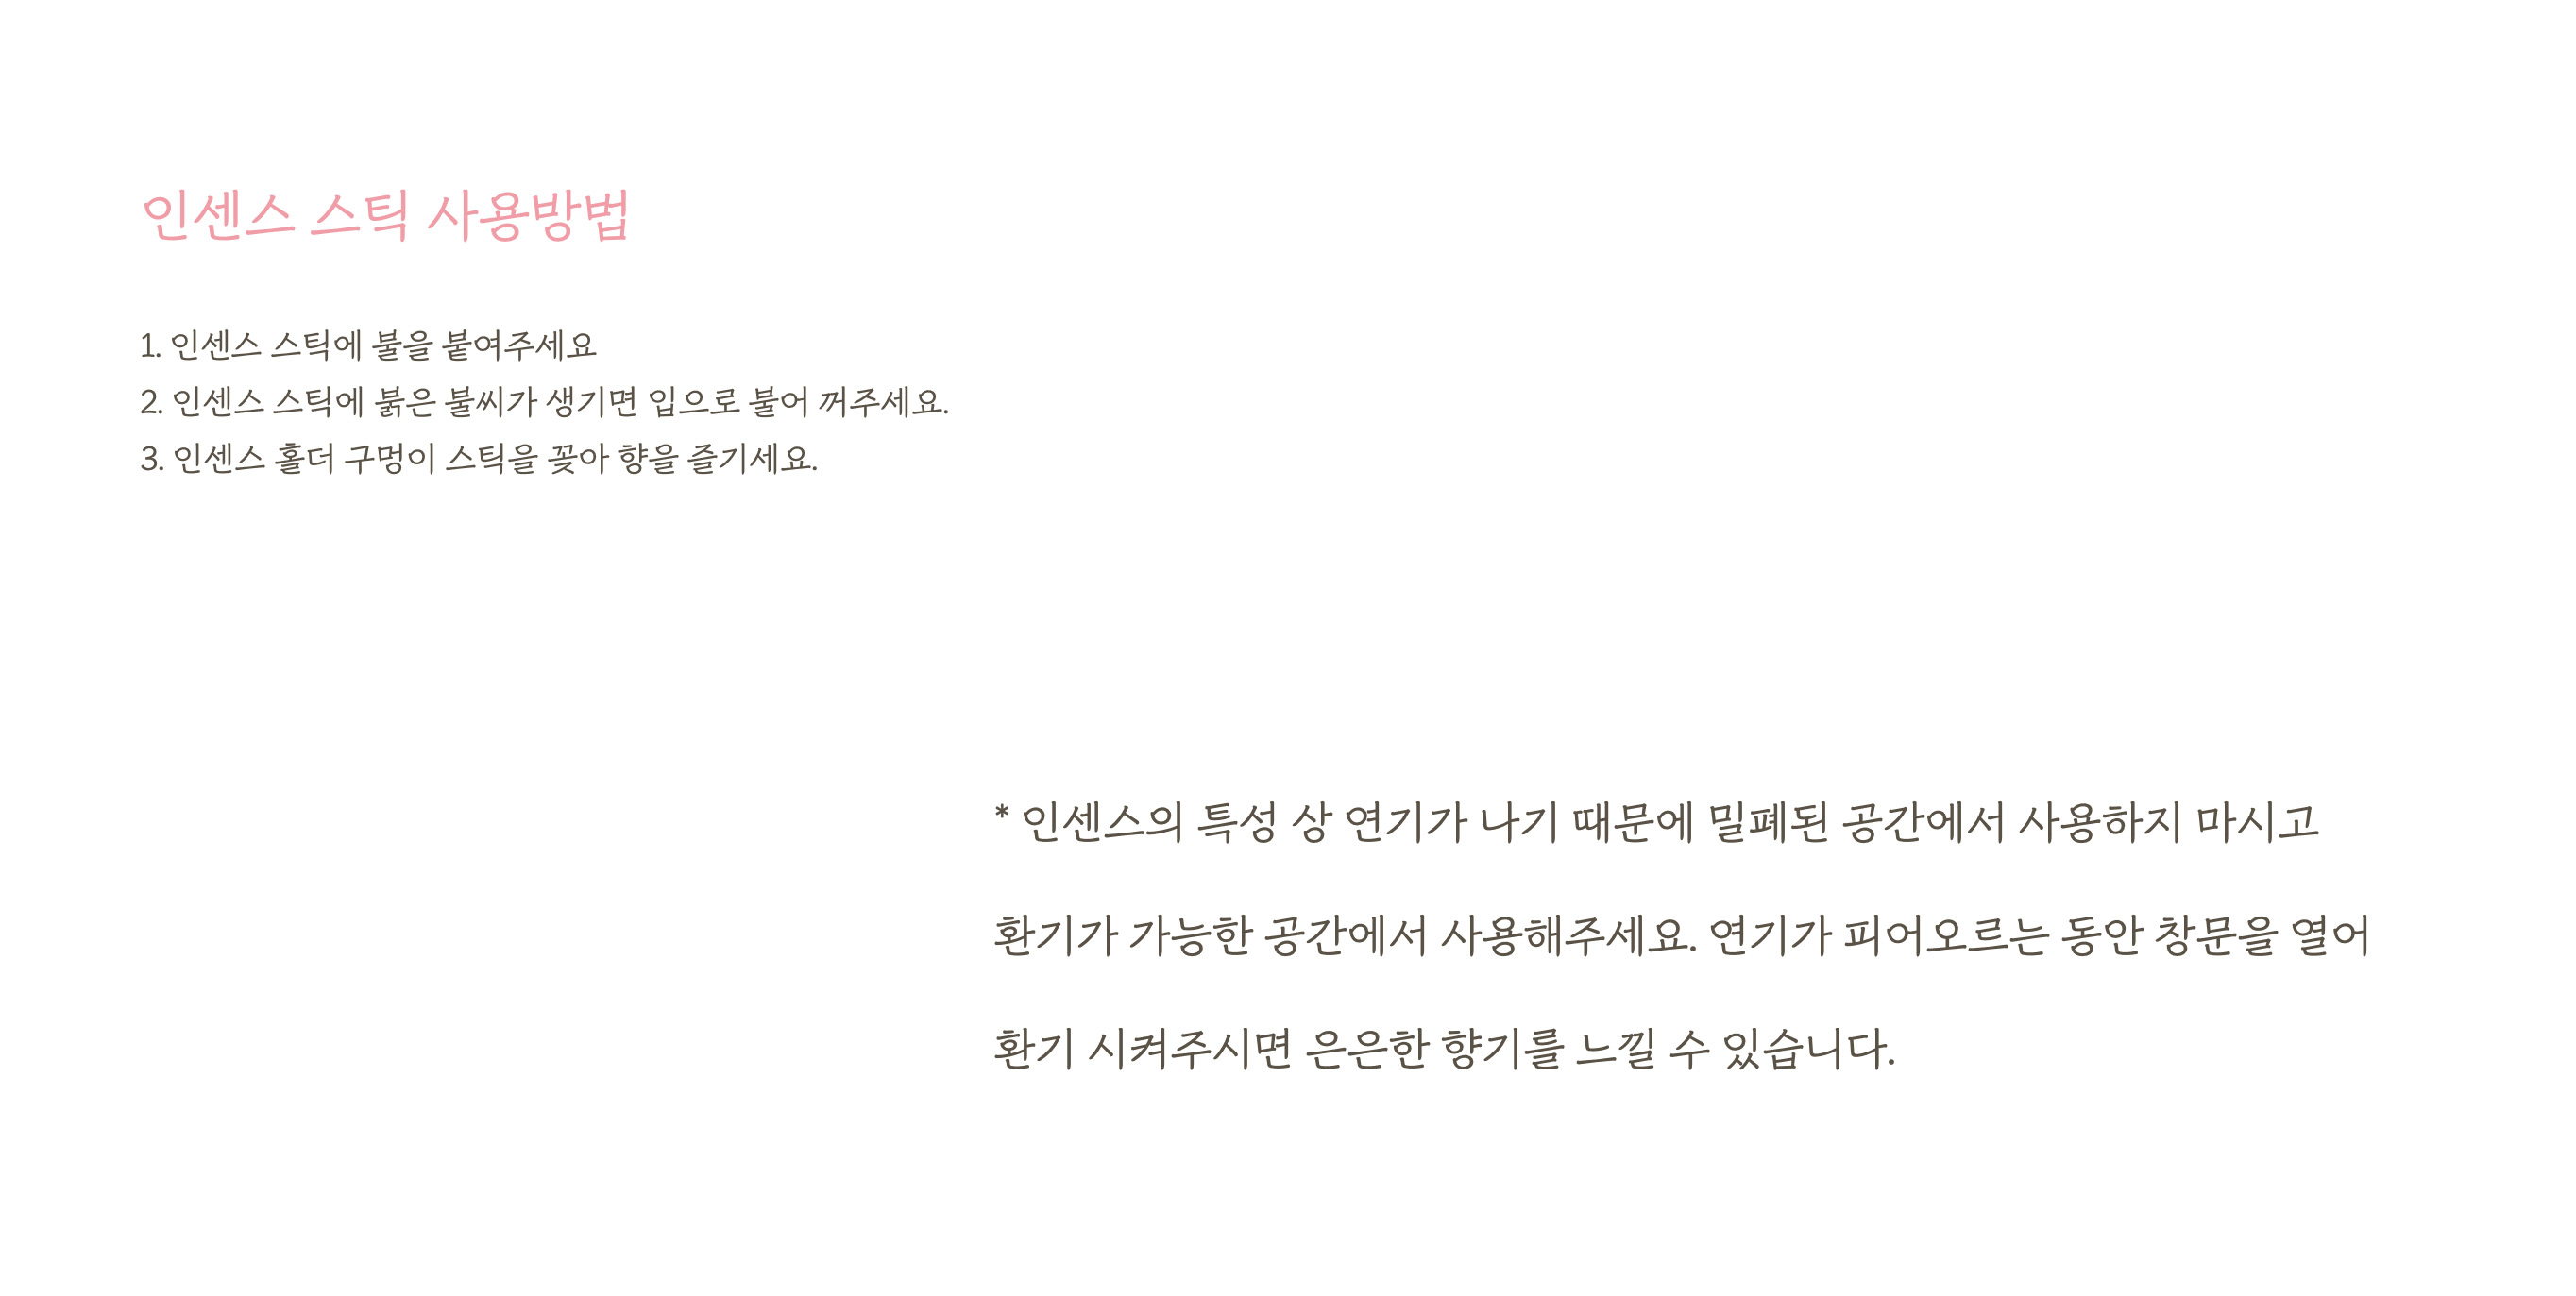 인센스 스틱 사용방법
1. 인센스 스틱에 불을 붙여주세요
2. 인센스 스틱에 붉은 불씨가 생기면 입으로 불어 꺼주세요.
3. 인센스 홀더 구멍이 스틱을 꽂아 향을 즐기세요.
* 인센스의 특성 상 연기가 나기 때문에 밀폐된 공간에서 사용하지 마시고
환기가 가능한 공간에서 사용해주세요. 연기가 피어오르는 동안 창문을 열어
환기 시켜주시면 은은한 향기를 느낄 수 있습니다.